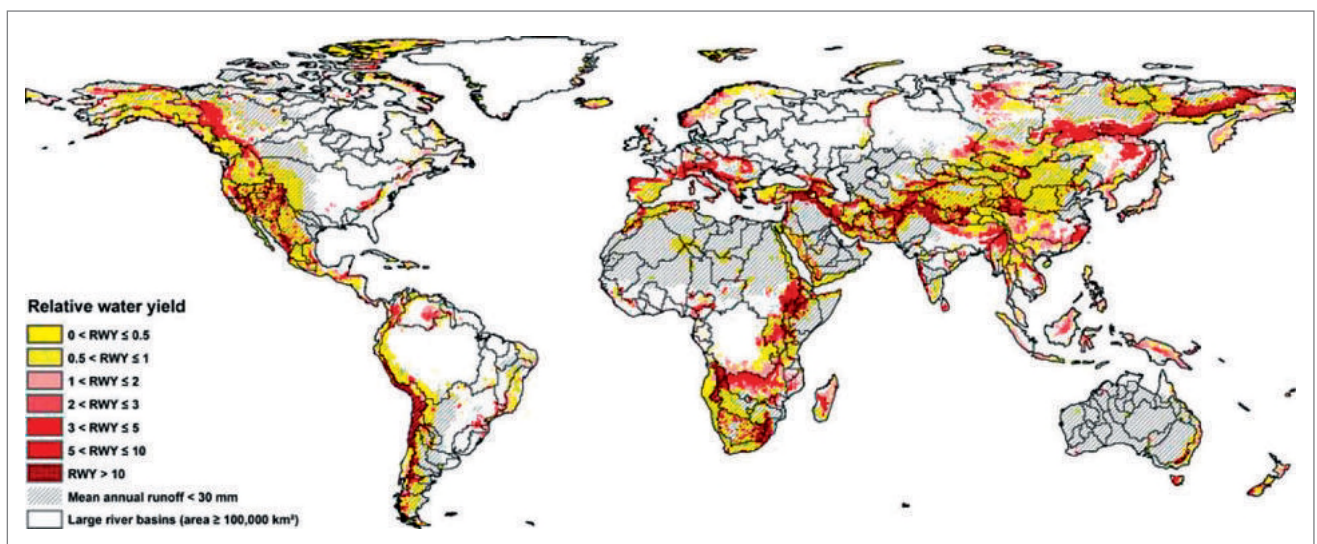 Relative water yield
0 < RWY ≤ 0.5
0.5 < RWY ≤ 1
1 < RWY ≤ 2
2 < RWY ≤ 3
3 < RWY ≤ 5
5 < RWY ≤ 10
RWY > 10
Mean annual runoff < 30 mm
Large river basins (area ≥ 100,000 km²)